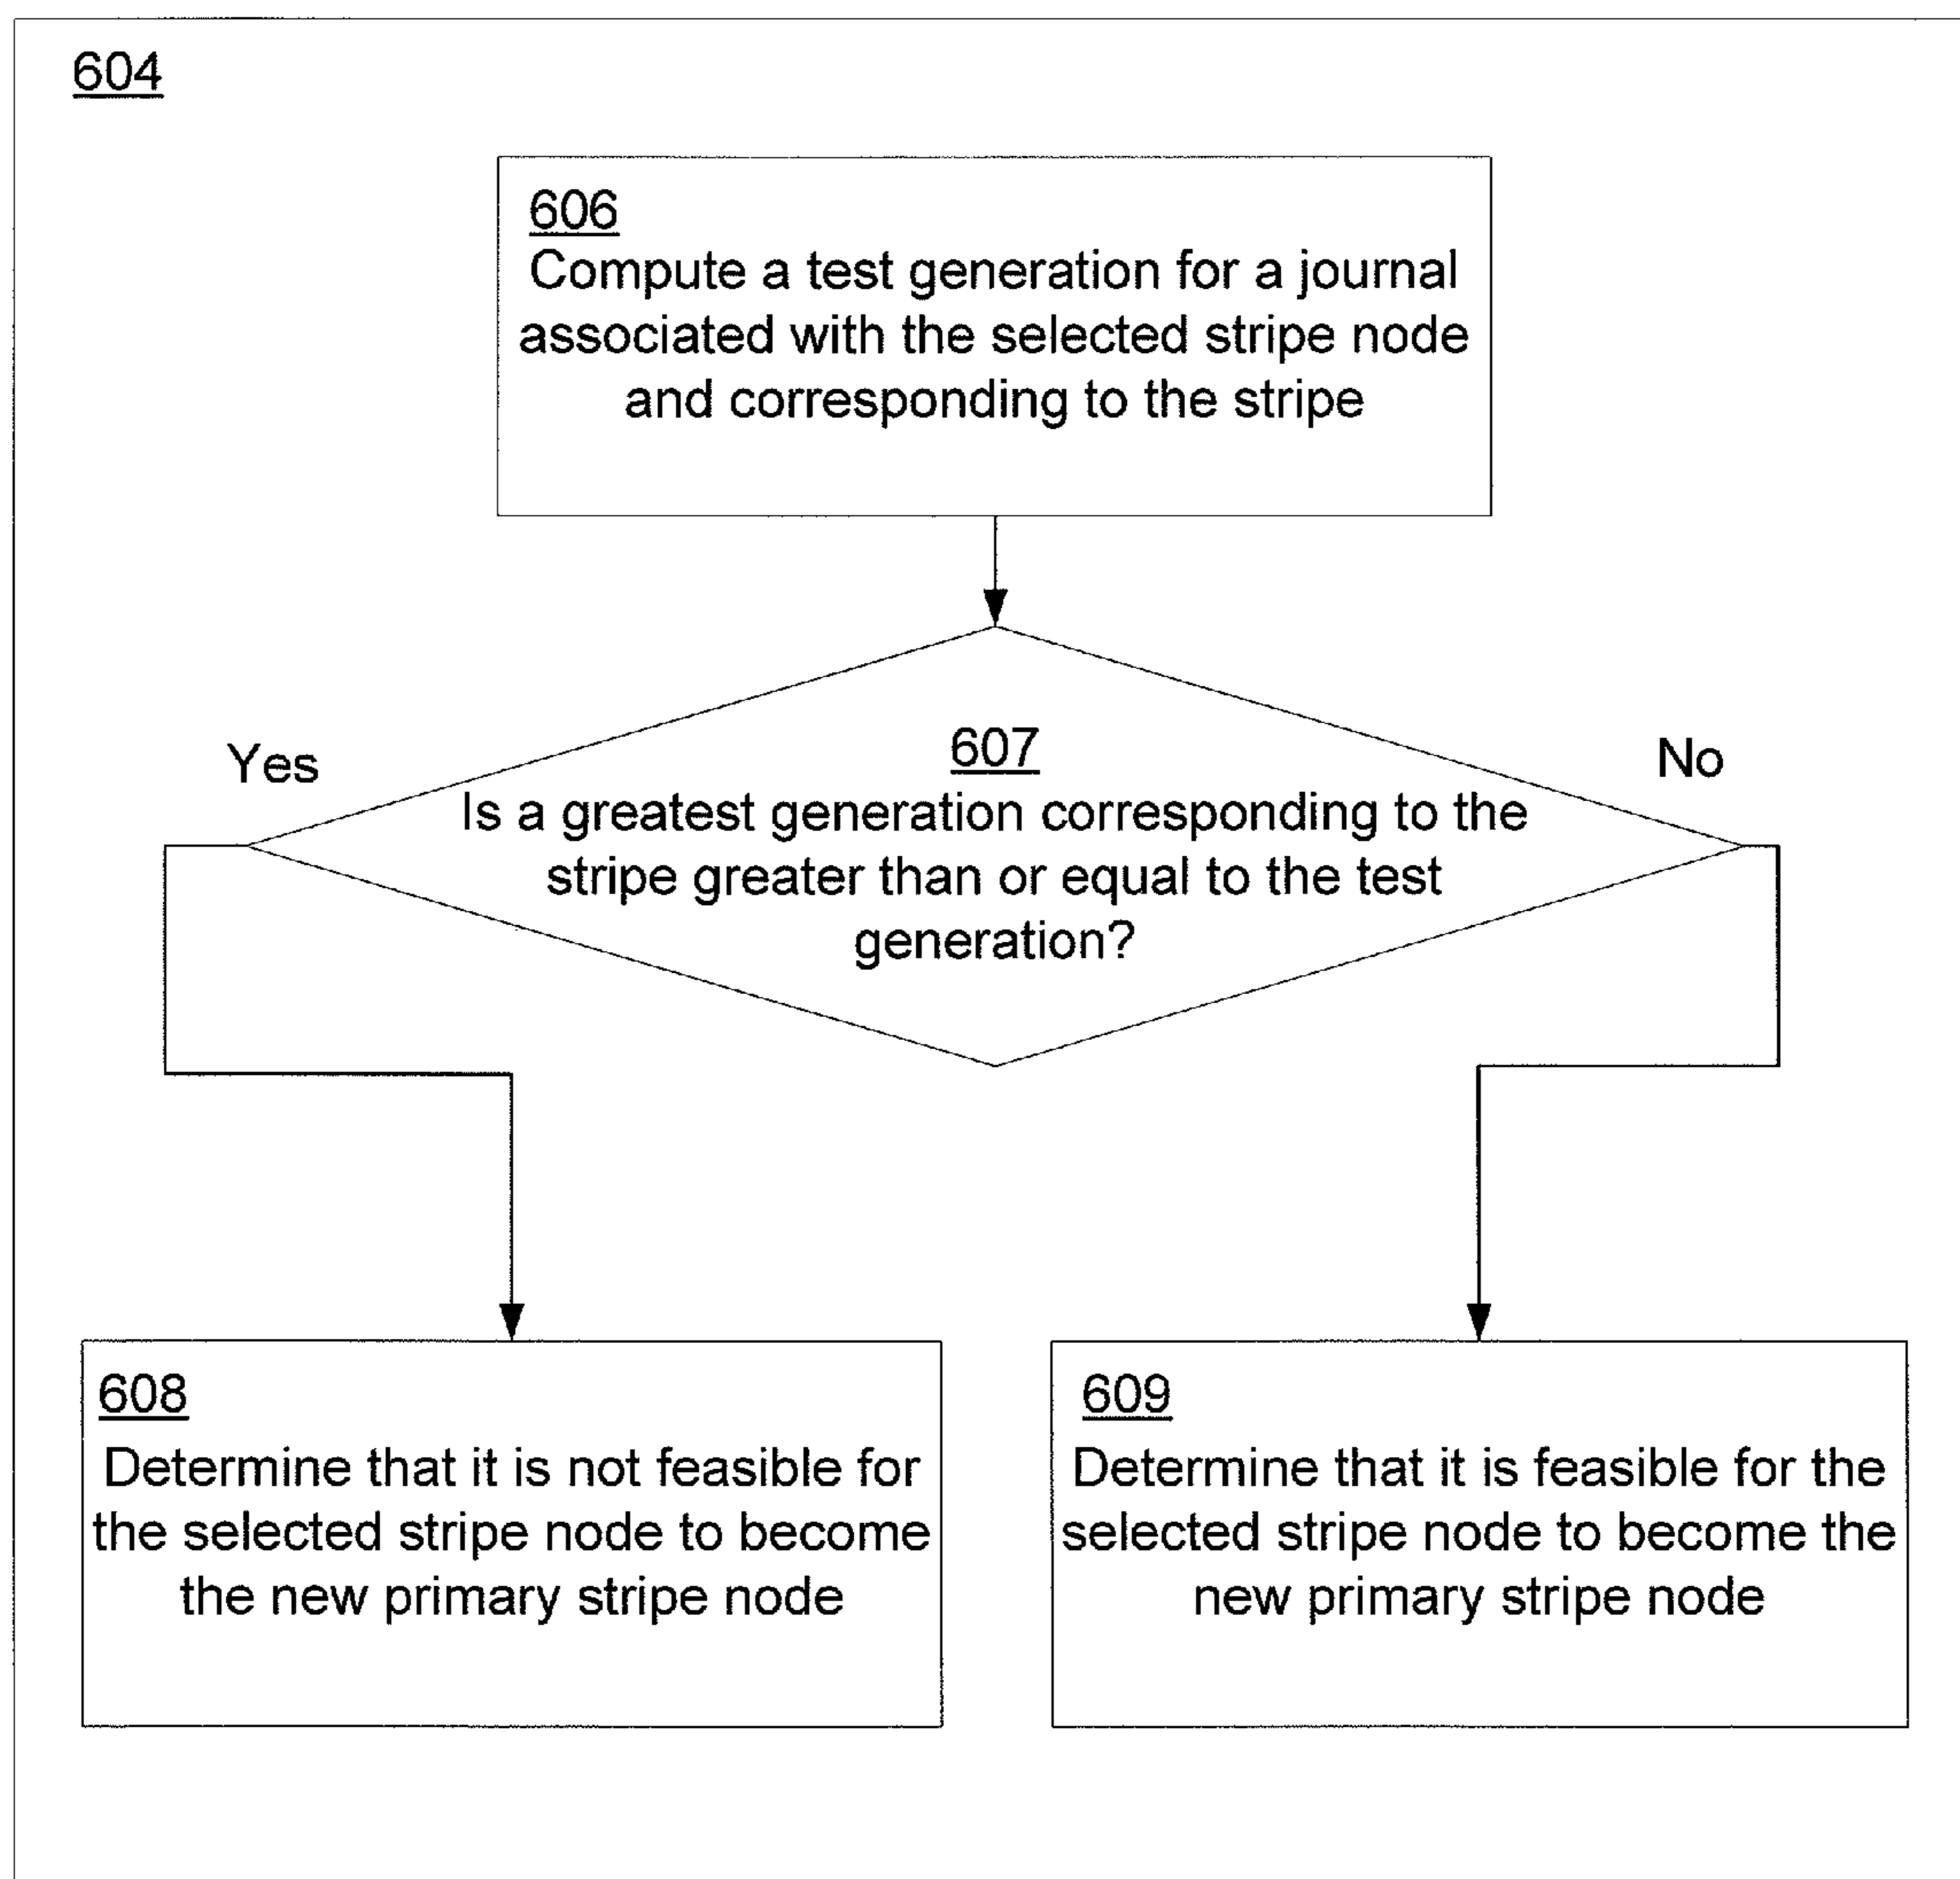 604
606
Compute a test generation for a journal
associated with the selected stripe node
and corresponding to the stripe
Yes
No
607
Is a greatest generation corresponding to the
stripe greater than or equal to the test
generation?
608
Determine that it is not feasible for
the selected stripe node to become
the new primary stripe node
609
Determine that it is feasible for the
selected stripe node to become the
new primary stripe node